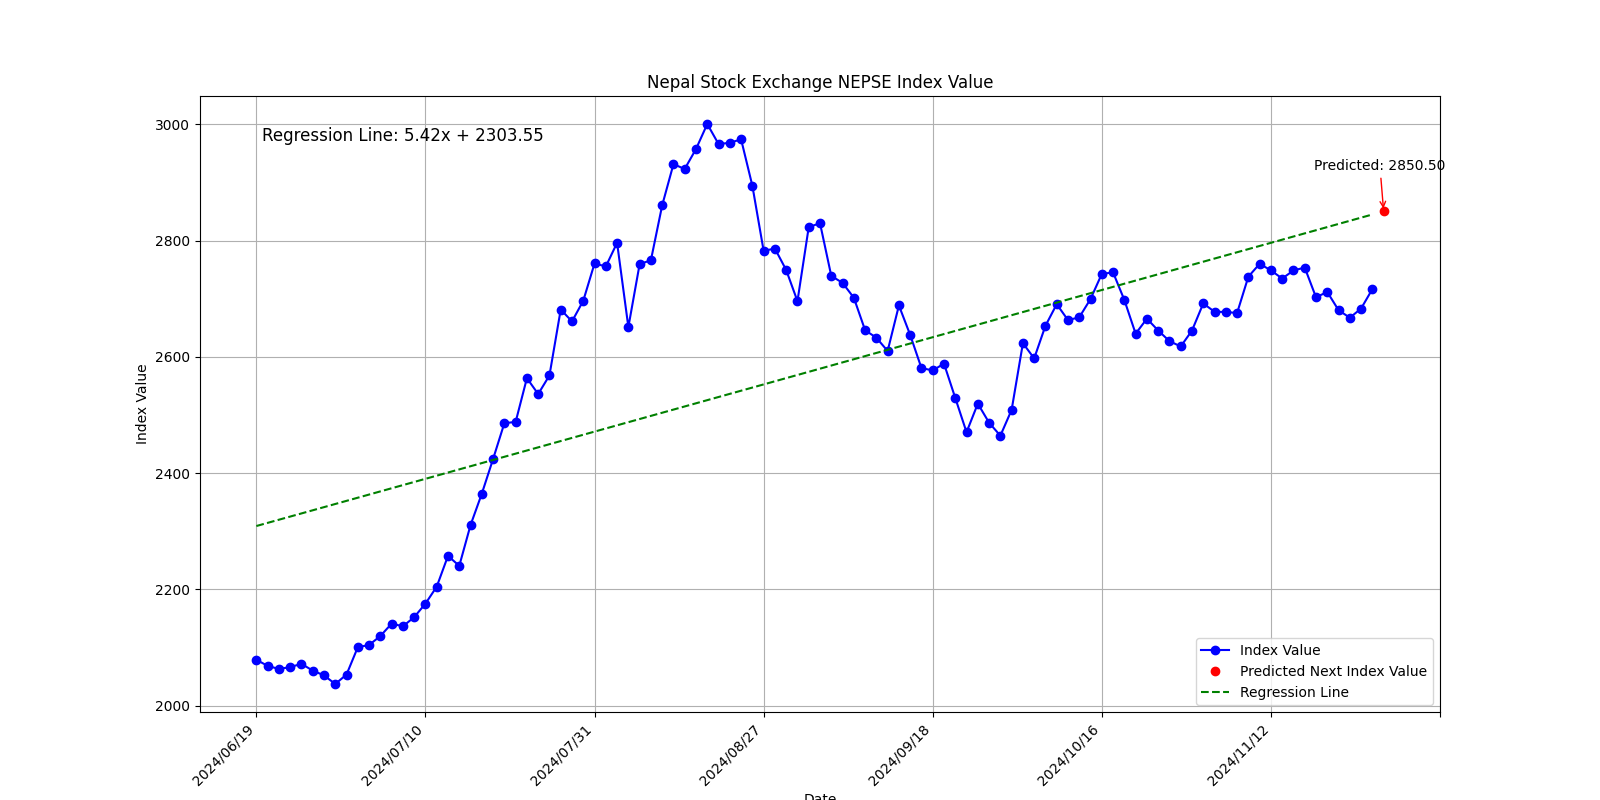 Nepal Stock Exchange NEPSE Index Value
3000
2800
2600
2400
2200
2000
Index Value
Regression Line: 5.42x + 2303.55
Predicted: 2850.50
Index Value
Predicted Next Index Value
Regression Line
2024/06/19
2024/07/10
2024/07/31
2024/08/27
2024/09/18
2024/10/16
2024/11/12
Date